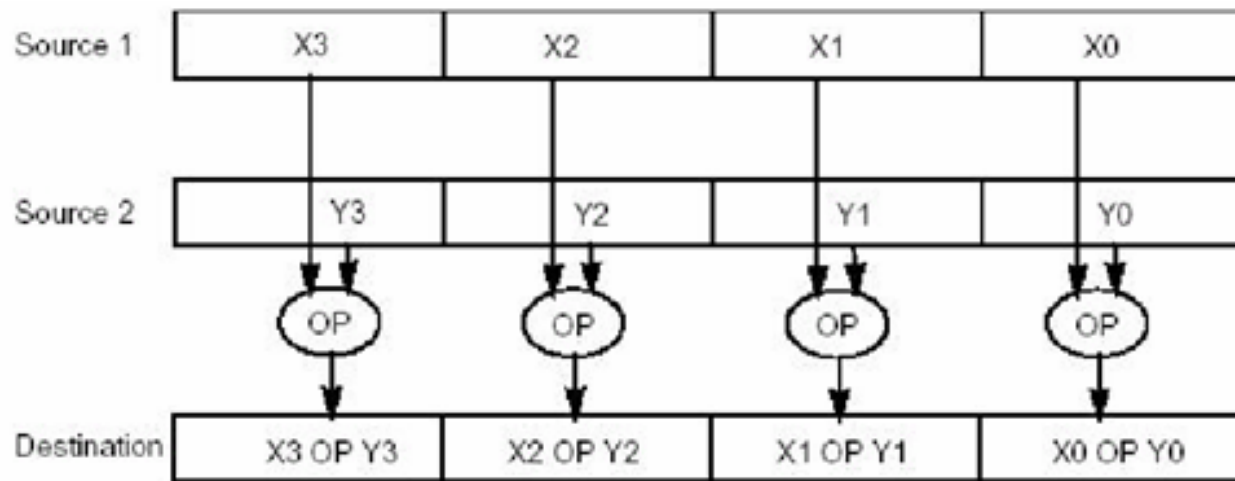 Source 1 X3 X2 X1 X0
Source 2 Y3 Y2 Y1 Y0
OP OP OP OP
Destination X3 OP Y3 X2 OP Y2 X1 OP Y1 X0 OP Y0